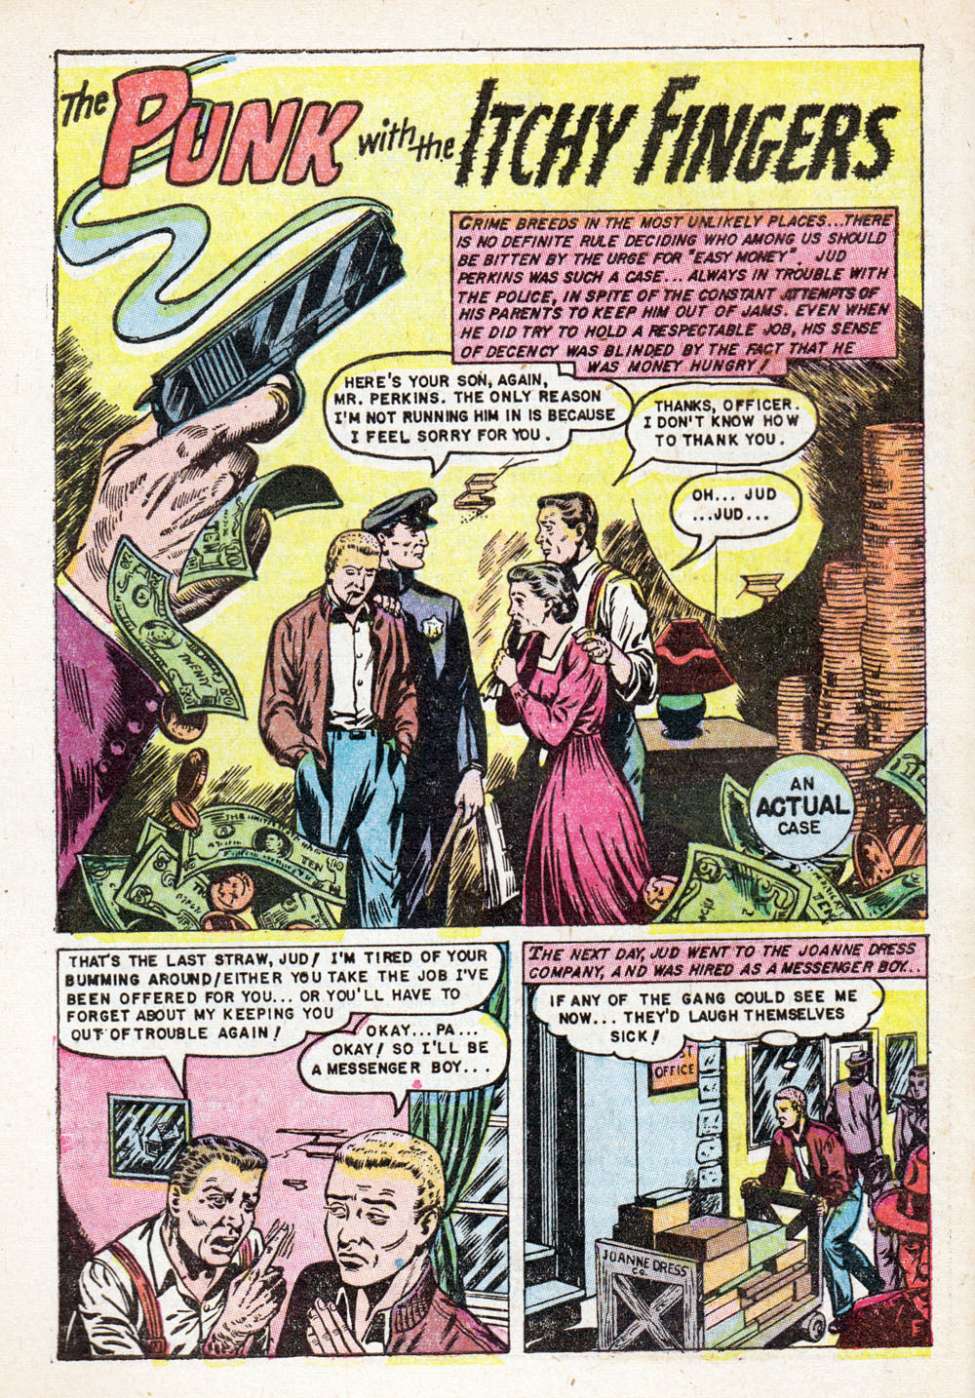 The PUNK with the ITCHY FINGERS
CRIME BREEDS IN THE MOST UNLIKELY PLACES...THERE
IS NO DEFINITE RULE DECIDING WHO AMONG US SHOULD
BE BITTEN BY THE URGE FOR "EASY MONEY". JUD
PERKINS WAS SUCH A CASE... ALWAYS IN TROUBLE WITH
THE POLICE, IN SPITE OF THE CONSTANT ATTEMPTS OF
HIS PARENTS TO KEEP HIM OUT OF JAMS. EVEN WHEN
HE DID TRY TO HOLD A RESPECTABLE JOB, HIS SENSE
OF DECENCY WAS BLINDED BY THE FACT THAT HE
WAS MONEY HUNGRY!
HERE'S YOUR SON, AGAIN,
MR. PERKINS. THE ONLY REASON
I'M NOT RUNNING HIM IN IS BECAUSE
I FEEL SORRY FOR YOU.
THANKS, OFFICER.
I DON'T KNOW HOW
TO THANK YOU.
OH... JUD
...JUD...
AN
ACTUAL
CASE
TWENTY
TEN
THAT'S THE LAST STRAW, JUD! I'M TIRED OF YOUR
BUMMING AROUND! EITHER YOU TAKE THE JOB I'VE
BEEN OFFERED FOR YOU... OR YOU'LL HAVE TO
FORGET ABOUT MY KEEPING YOU
OUT OF TROUBLE AGAIN!
OKAY... PA...
OKAY! SO I'LL BE
A MESSENGER BOY...
THE NEXT DAY, JUD WENT TO THE JOANNE DRESS
COMPANY, AND WAS HIRED AS A MESSENGER BOY...
IF ANY OF THE GANG COULD SEE ME
NOW... THEY'D LAUGH THEMSELVES
SICK!
OFFICE
JOANNE DRESS
CO.